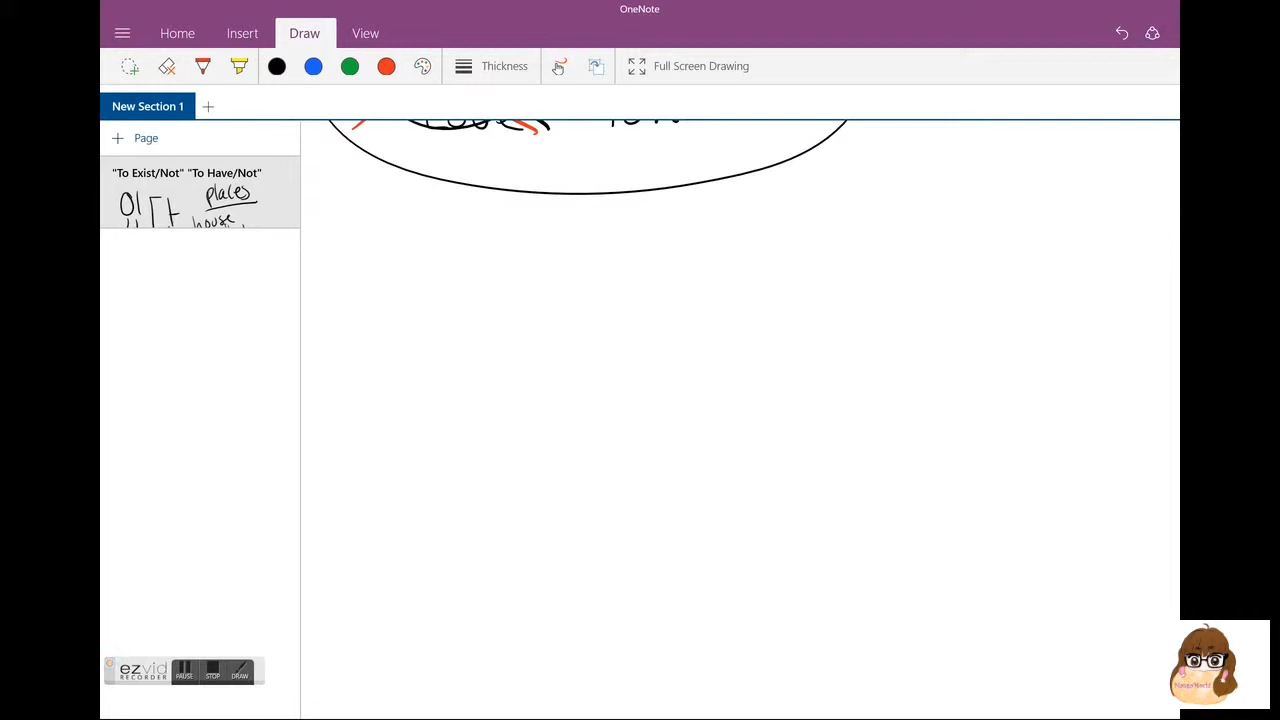 OneNote
Home Insert Draw View
Thickness Full Screen Drawing
New Section 1
Page
"To Exist/Not" "To Have/Not"
places
house
ezvid
RECORDER
PAUSE STOP DRAW